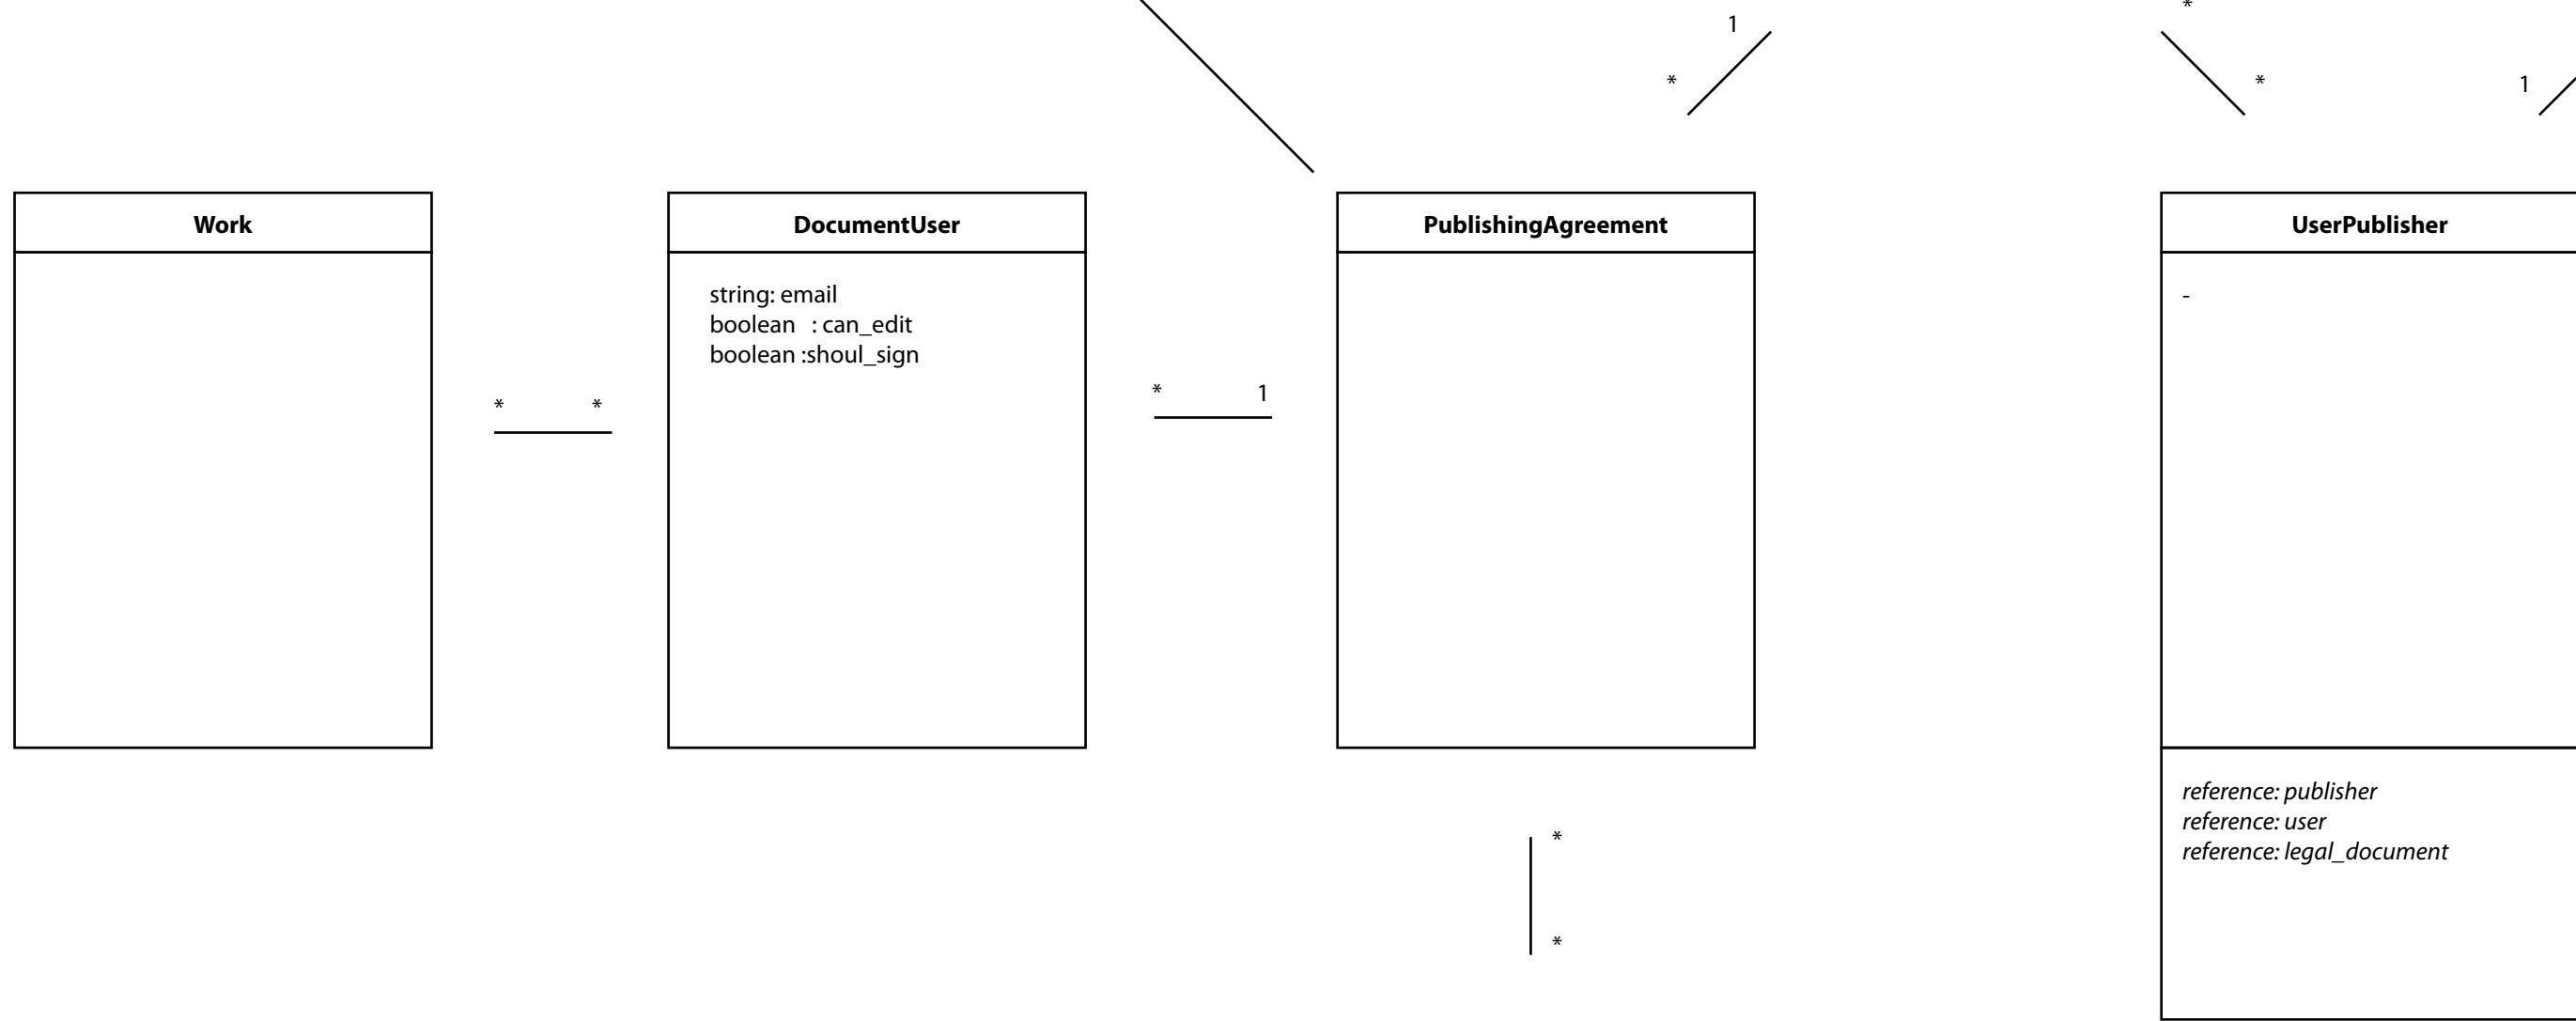 *
1
*
*
1
Work
DocumentUser
PublishingAgreement
UserPublisher
string: email
boolean   : can_edit
boolean :shoul_sign
-
* 1
* *
reference: publisher
reference: user
reference: legal_document
*
*